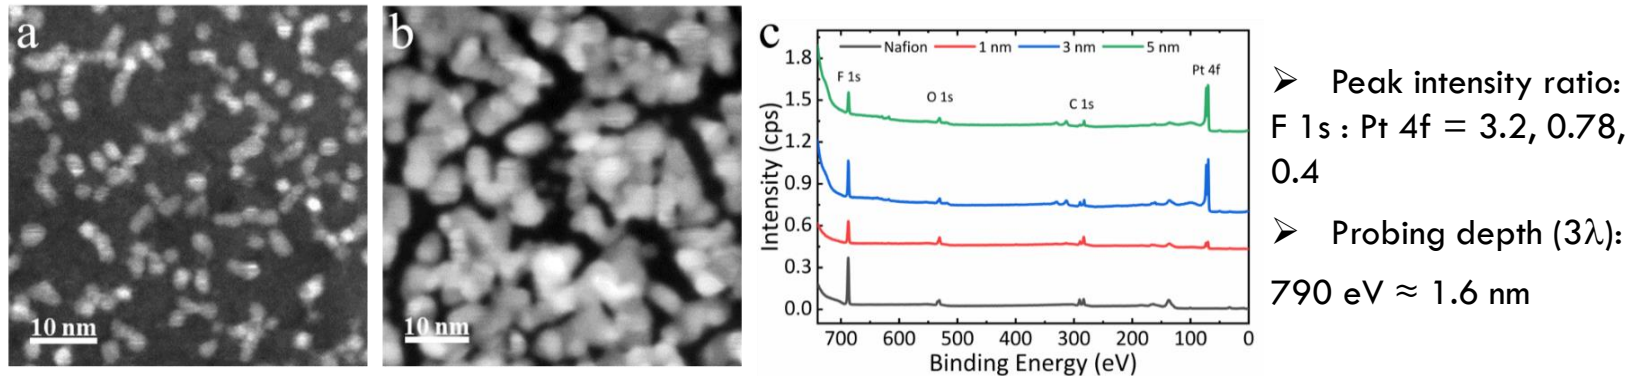 a
10 nm
b
10 nm
c
Nafion 1 nm 3 nm 5 nm
F 1s
O 1s
C 1s
Pt 4f
1.8
1.5
1.2
0.9
0.6
0.3
0.0
Intensity (cps)
700 600 500 400 300 200 100 0
Binding Energy (eV)
➢ Peak intensity ratio:
F 1s : Pt 4f = 3.2, 0.78,
0.4
➢ Probing depth (3λ):
790 eV ≈ 1.6 nm